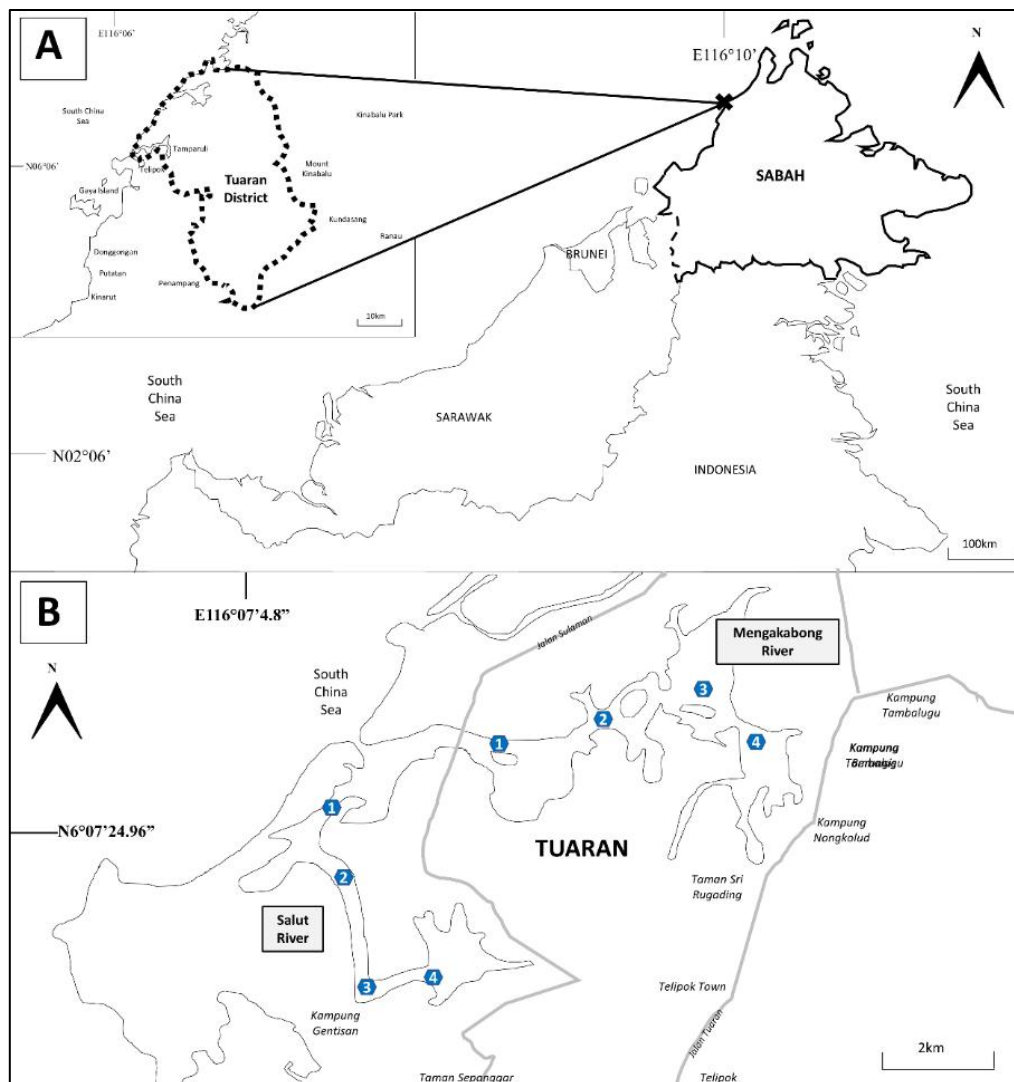 A
E116°06’
South
China
Sea
N06°06’
Tamparuli
Telipok
Gaya Island
Tuaran
District
Kinabalu Park
Mount
Kinabalu
Kundasang
Ranau
Donggongan
Putatan
Kinarut
Penampang
10km
E116°10’
N
SABAH
BRUNEI
South
China
Sea
SARAWAK
South
China
Sea
N02°06’
INDONESIA
100km
B
E116°07’4.8”
N
South
China
Sea
Jalan Sulaman
Mengakabong
River
3
Kampung
Tambalugu
2
1
4
Kampung
1
N6°07’24.96”
Kampung
Nongkolud
TUARAN
2
Taman Sri
Rugading
Salut
River
3
4
Telipok Town
Kampung
Gentisan
Jalan Tuaran
2km
Taman Sepanggar
Telipok